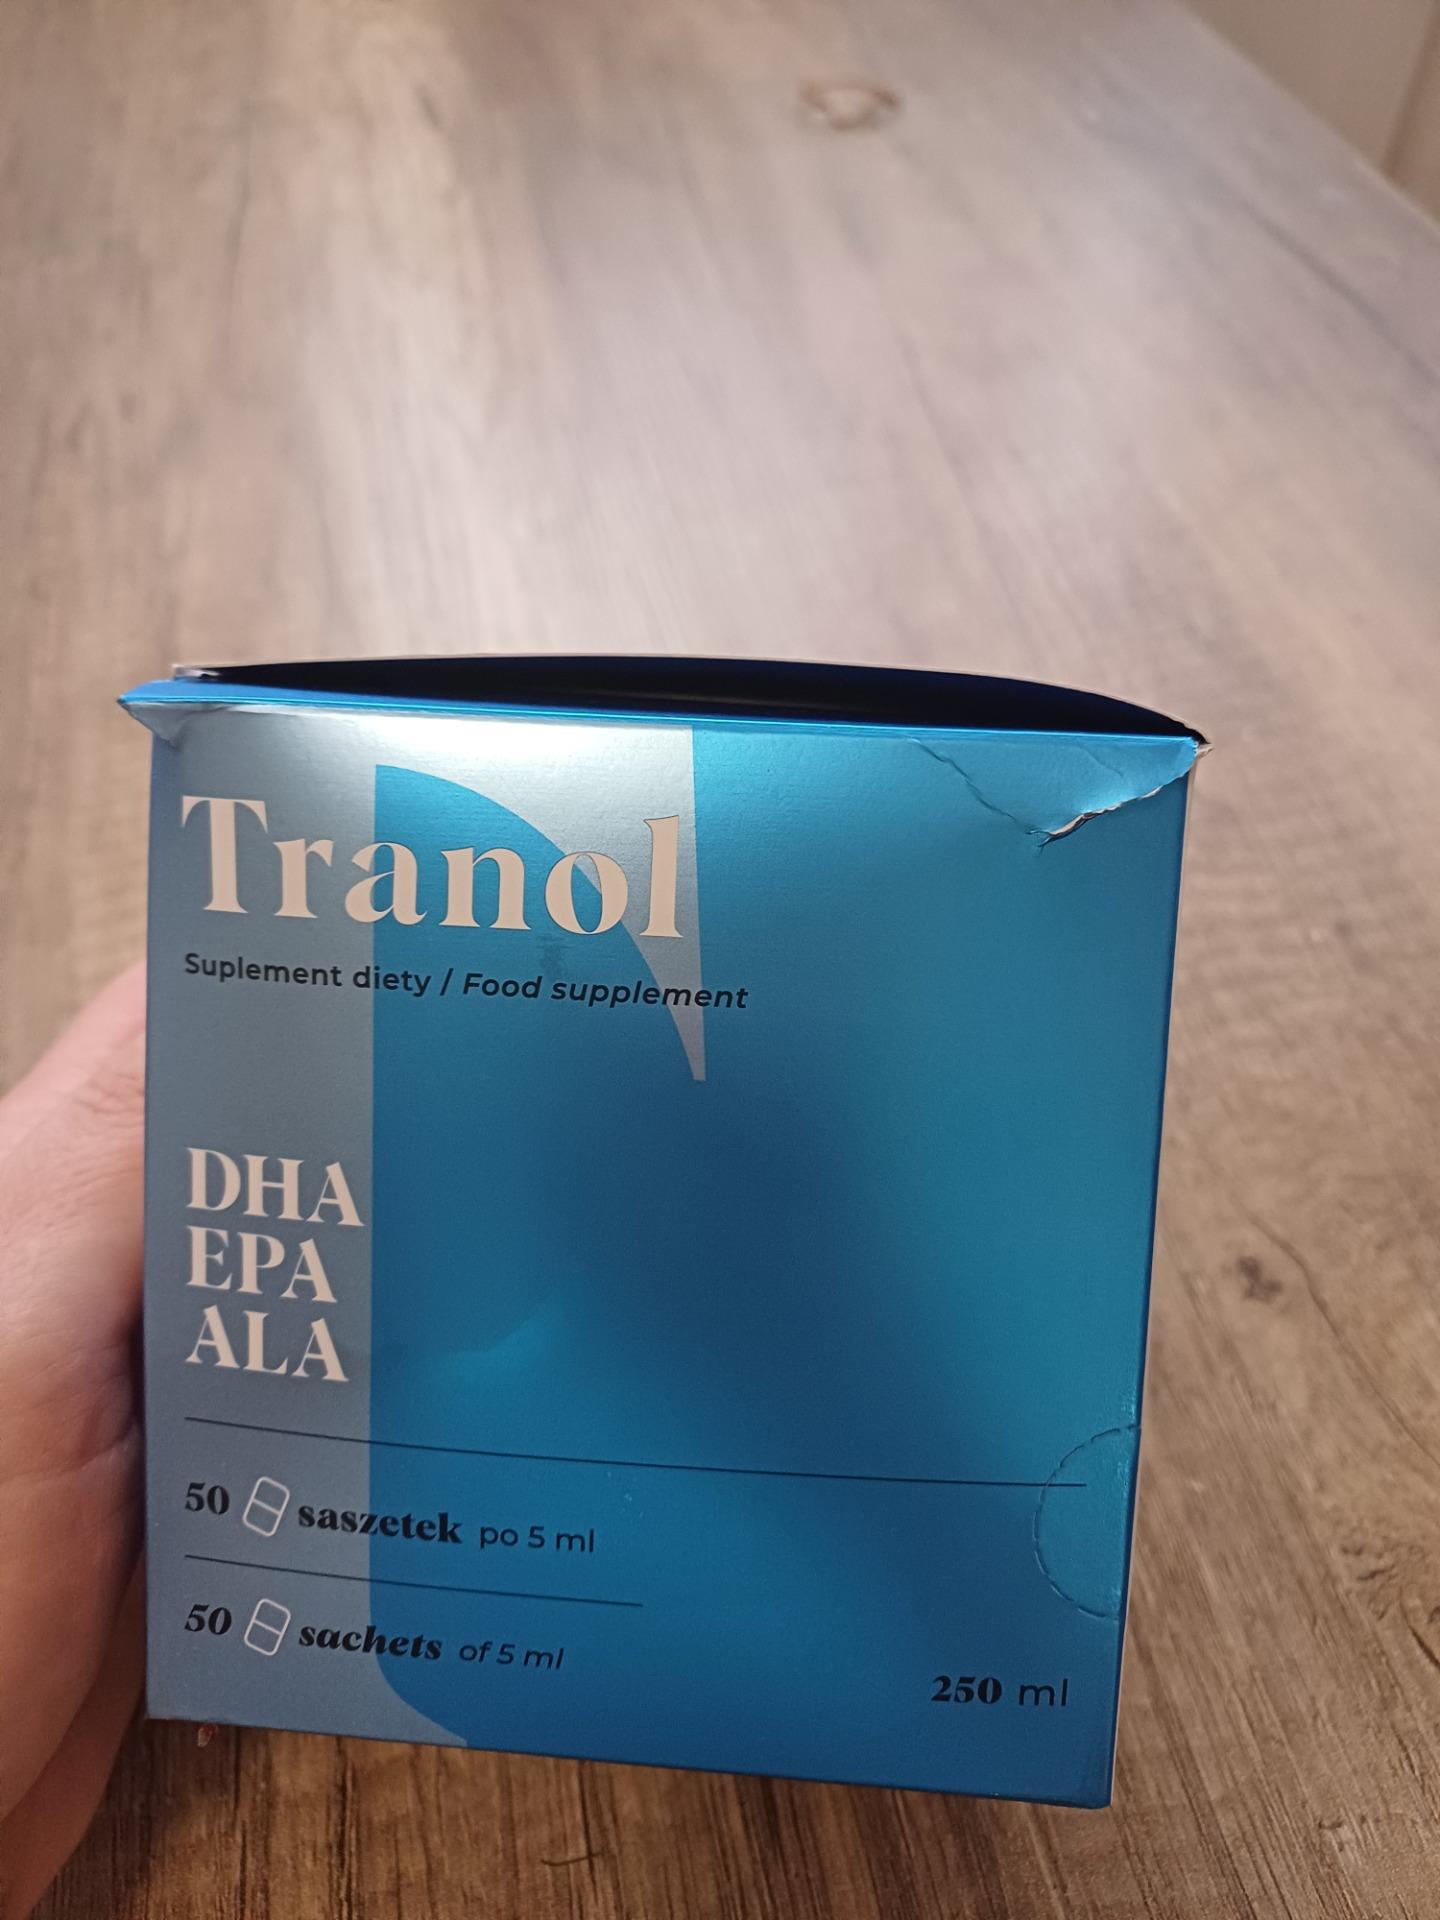 Tranol
Suplement diety / Food supplement
DHA
EPA
ALA
50 saszetek po 5 ml
50 sachets of 5 ml
250 ml